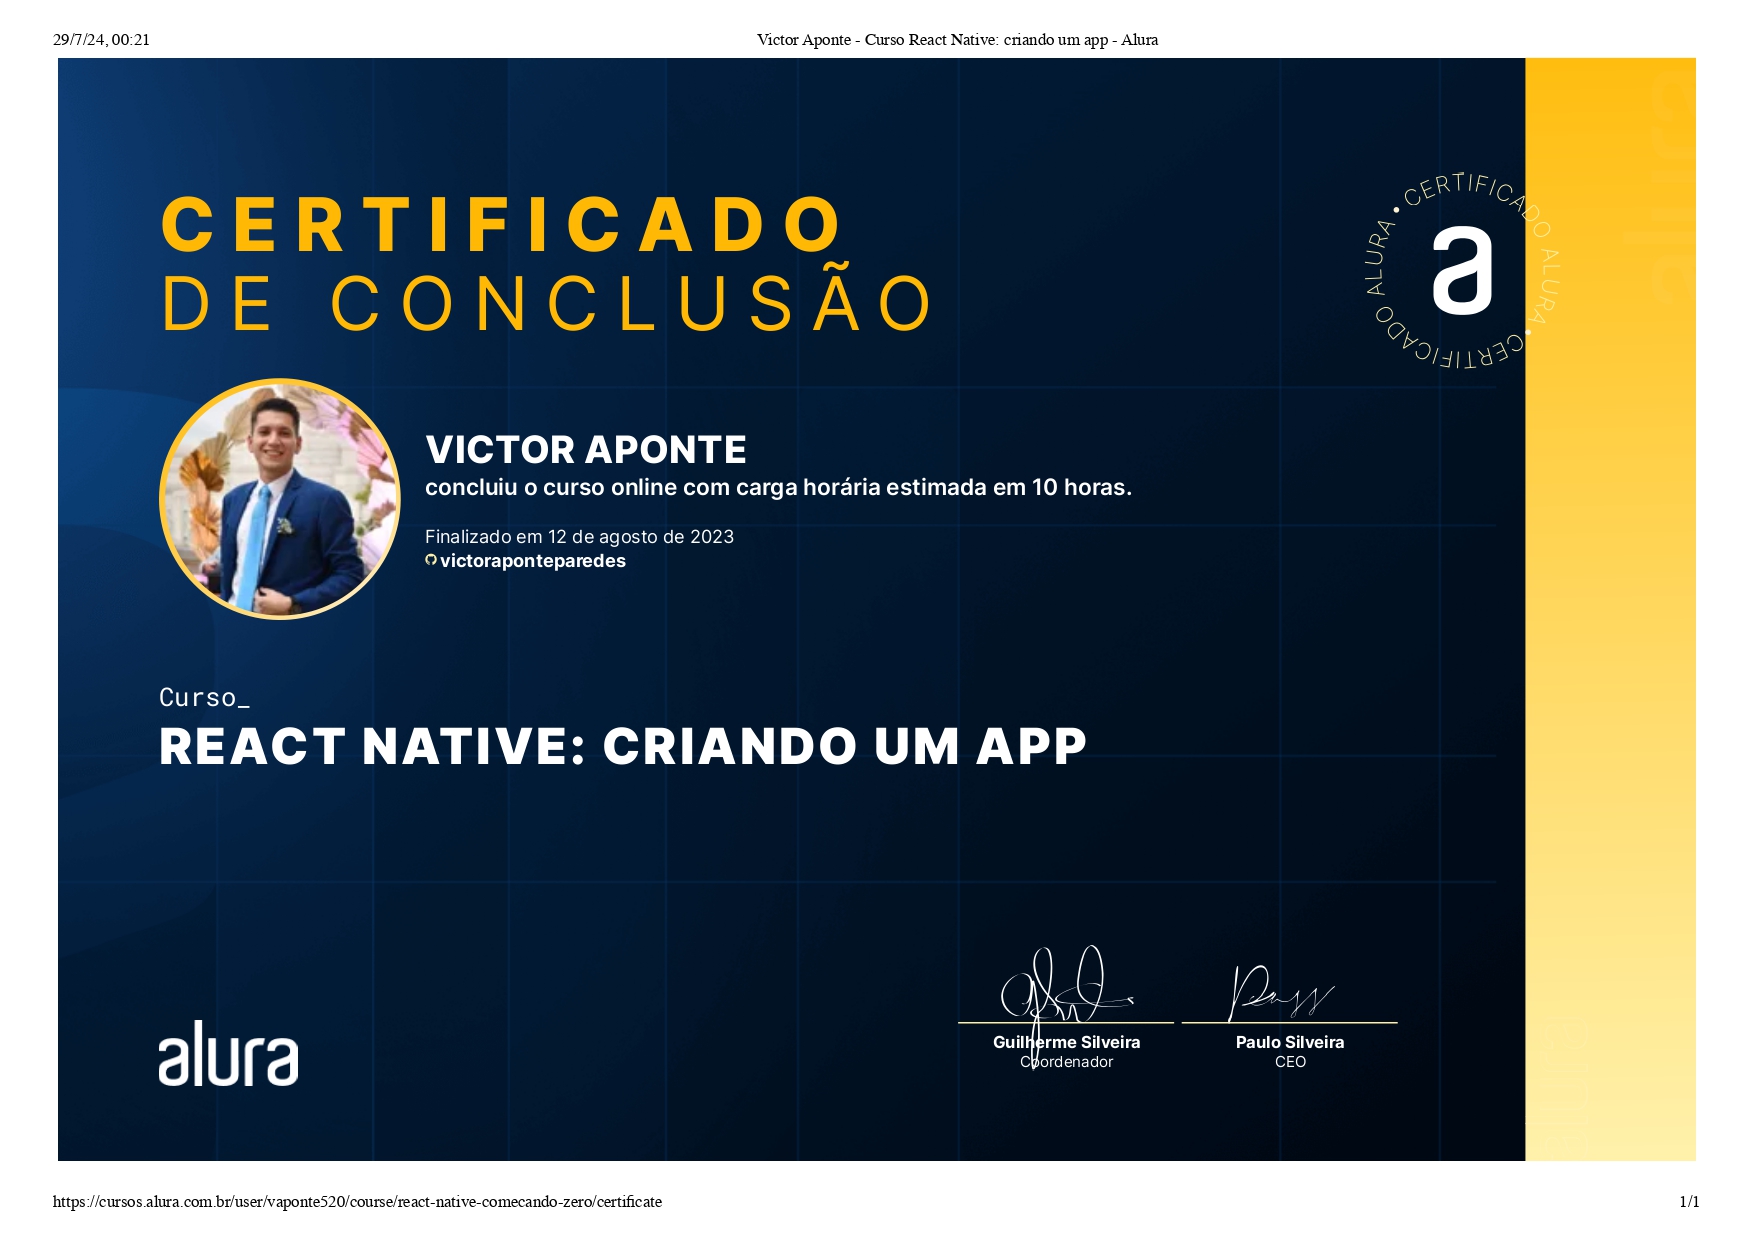 29/7/24, 00:21
Victor Aponte - Curso React Native: criando um app - Alura
CERTIFICADO
DE CONCLUSÃO
CERTIFICADO ALURA • CERTIFICADO ALURA •
a
VICTOR APONTE
concluiu o curso online com carga horária estimada em 10 horas.
Finalizado em 12 de agosto de 2023
victoraponteparedes
Curso_
REACT NATIVE: CRIANDO UM APP
Guilherme Silveira
Coordenador
Paulo Silveira
CEO
alura
https://cursos.alura.com.br/user/vaponte520/course/react-native-comecando-zero/certificate
1/1